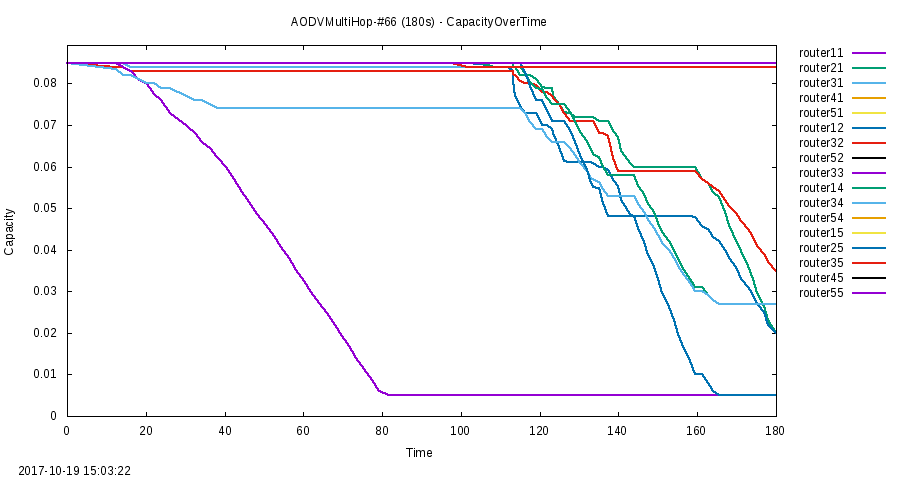 AODVMultiHop-#66 (180s) - CapacityOverTime
router11
router21
router31
router41
router51
router12
router32
router52
router33
router14
router34
router54
router15
router25
router35
router45
router55
Capacity
0.08
0.07
0.06
0.05
0.04
0.03
0.02
0.01
0
0 20 40 60 80 100 120 140 160 180
Time
2017-10-19 15:03:22